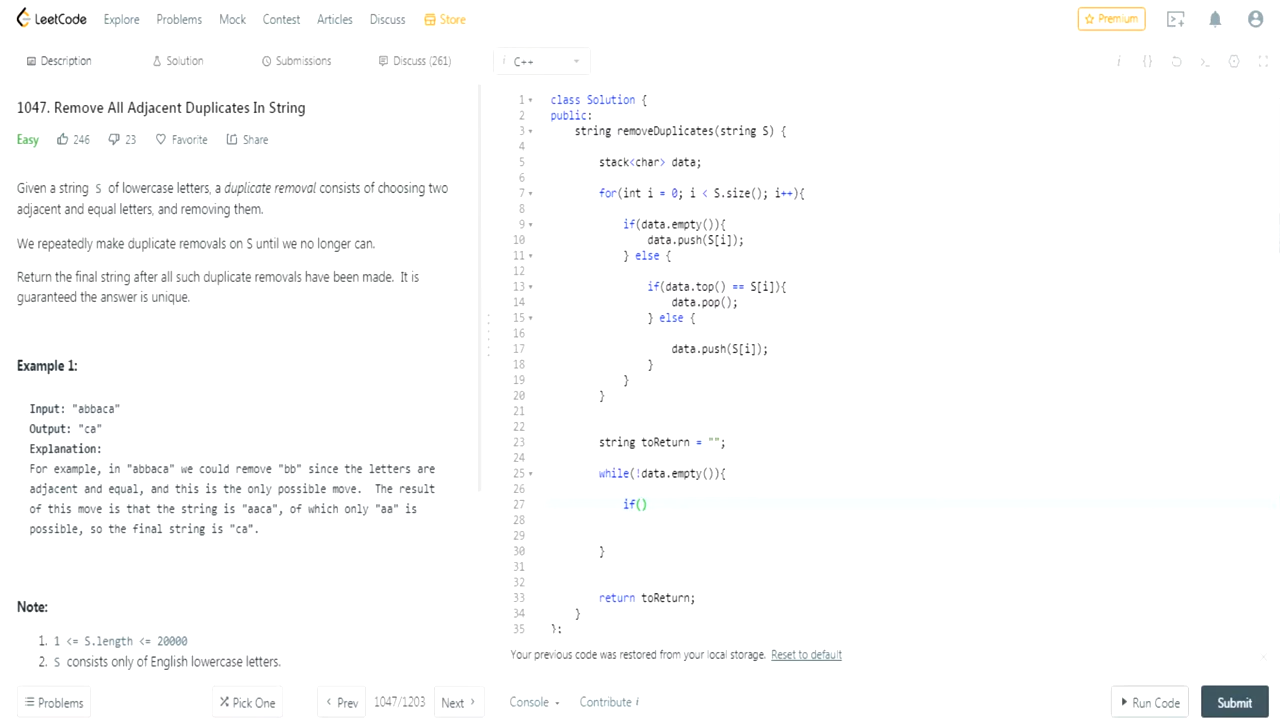 LeetCode Explore Problems Mock Contest Articles Discuss Store Premium
Description Solution Submissions Discuss (261)
1047. Remove All Adjacent Duplicates In String
Easy 246 23 Favorite Share
Given a string S of lowercase letters, a duplicate removal consists of choosing two
adjacent and equal letters, and removing them.
We repeatedly make duplicate removals on S until we no longer can.
Return the final string after all such duplicate removals have been made. It is
guaranteed the answer is unique.
Example 1:
Input: "abbaca"
Output: "ca"
Explanation:
For example, in "abbaca" we could remove "bb" since the letters are
adjacent and equal, and this is the only possible move. The result
of this move is that the string is "aaca", of which only "aa" is
possible, so the final string is "ca".
Note:
1. 1 <= S.length <= 20000
2. S consists only of English lowercase letters.
Problems Pick One Prev 1047/1203 Next
i C++
1 class Solution {
2 public:
3 string removeDuplicates(string S) {
4
5 stack<char> data;
6
7 for(int i = 0; i < S.size(); i++){
8
9 if(data.empty()){
10 data.push(S[i]);
11 } else {
12
13 if(data.top() == S[i]){
14 data.pop();
15 } else {
16
17 data.push(S[i]);
18 }
19 }
20 }
21
22
23 string toReturn = "";
24
25 while(!data.empty()){
26
27 if()
28
29
30 }
31
32
33 return toReturn;
34 }
35 };
Your previous code was restored from your local storage. Reset to default
Console Contribute i Run Code Submit